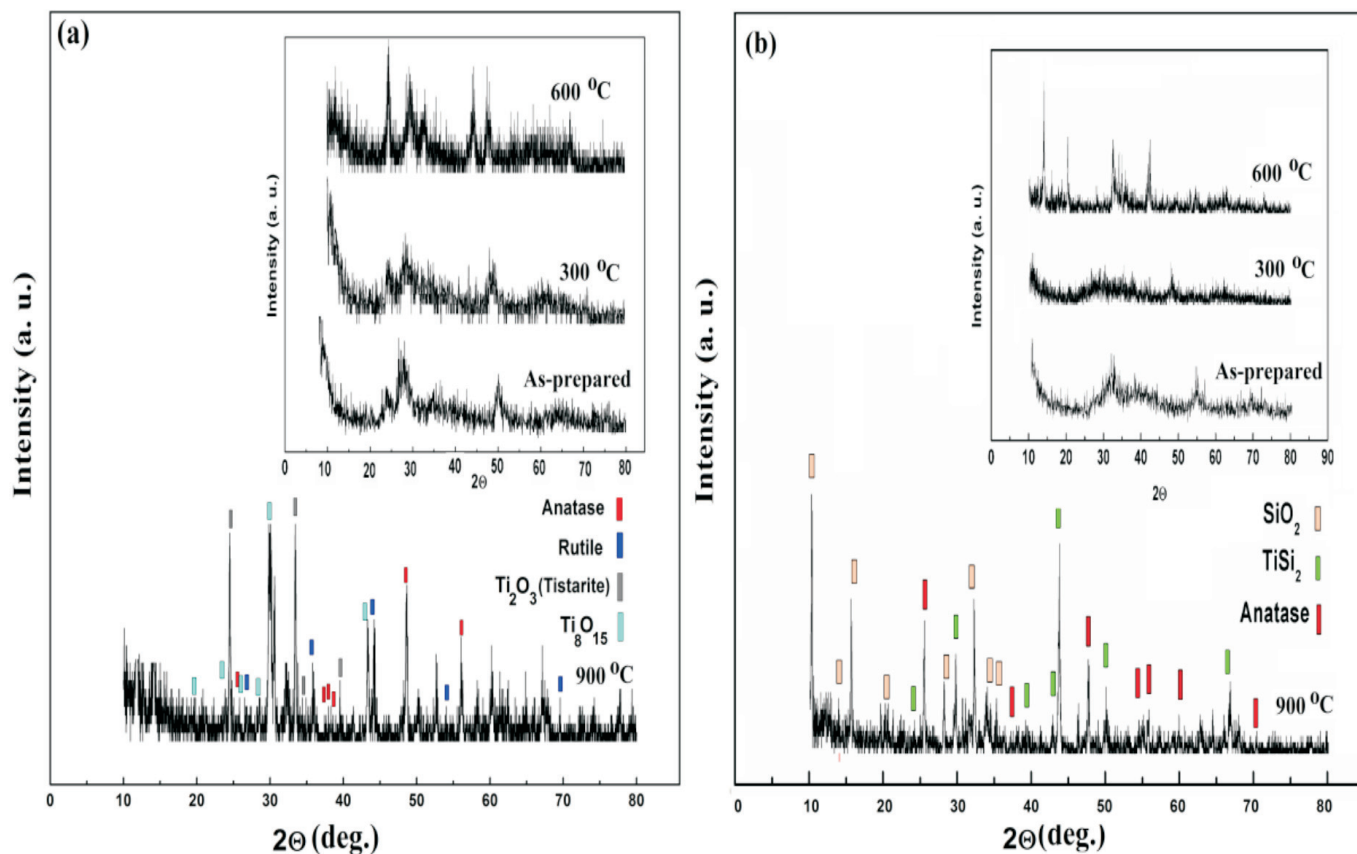 (a)
600 ⁰C
300 ⁰C
As-prepared
Intensity (a. u.)
0 10 20 30 40 50 60 70 80
2Θ
Anatase
Rutile
Ti₂O₃(Tistarite)
Ti₈O₁₅
900 ⁰C
Intensity (a. u.)
0 10 20 30 40 50 60 70 80
2Θ (deg.)
(b)
600 ⁰C
300 ⁰C
As-prepared
Intensity (a. u.)
0 10 20 30 40 50 60 70 80 90
2Θ
SiO₂
TiSi₂
Anatase
900 ⁰C
Intensity (a. u.)
0 10 20 30 40 50 60 70 80
2Θ (deg.)